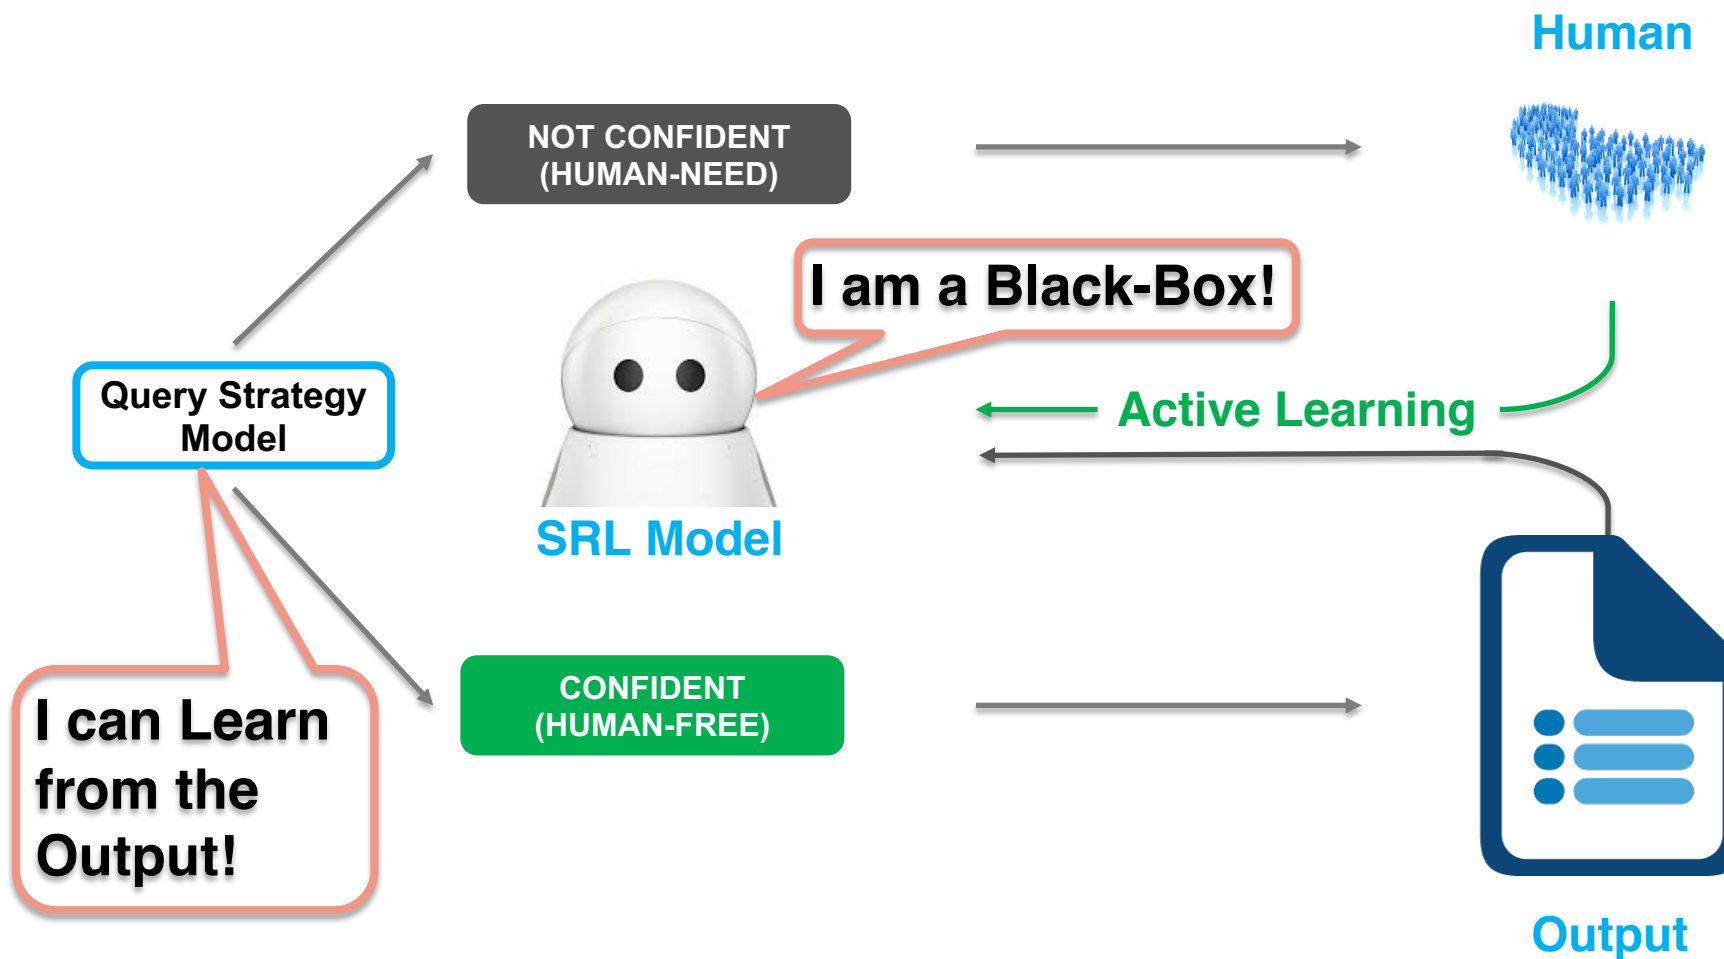 Human
NOT CONFIDENT
(HUMAN-NEED)
I am a Black-Box!
Query Strategy
Model
Active Learning
SRL Model
CONFIDENT
(HUMAN-FREE)
I can Learn
from the
Output!
Output